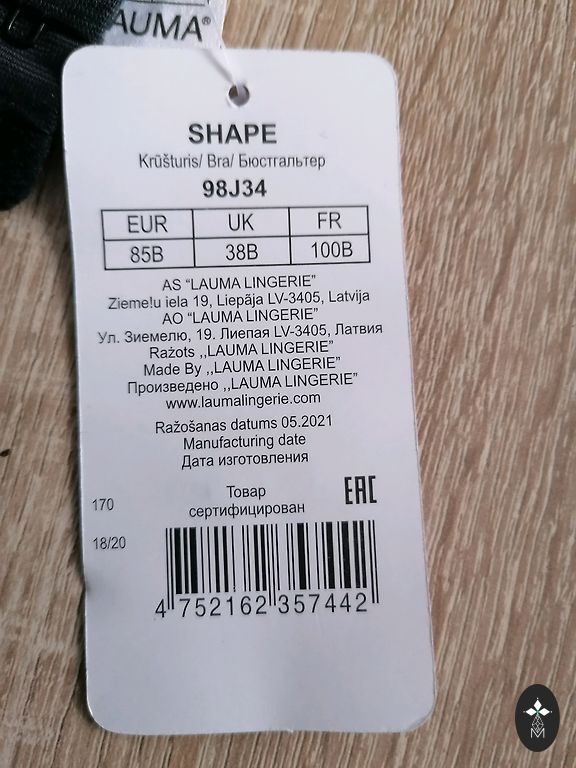 LAUMA®
SHAPE
Krūšturis/ Bra/ Бюстгальтер
98J34
EUR UK FR
85B 38B 100B
AS “LAUMA LINGERIE”
Ziemeļu iela 19, Liepāja LV-3405, Latvija
АО “LAUMA LINGERIE”
Ул. Зиемелю, 19. Лиепая LV-3405, Латвия
Ražots ,,LAUMA LINGERIE”
Made By ,,LAUMA LINGERIE”
Произведено ,,LAUMA LINGERIE”
www.laumalingerie.com
Ražošanas datums 05.2021
Manufacturing date
Дата изготовления
170
Товар
сертифицирован
EAC
18/20
4 752162 357442
M